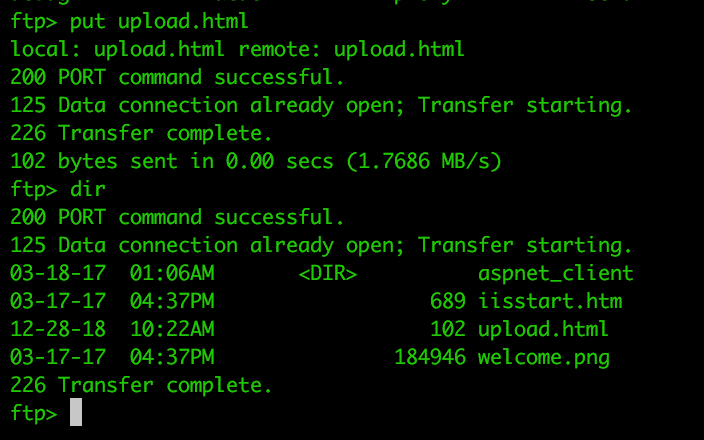 ftp> put upload.html
local: upload.html remote: upload.html
200 PORT command successful.
125 Data connection already open; Transfer starting.
226 Transfer complete.
102 bytes sent in 0.00 secs (1.7686 MB/s)
ftp> dir
200 PORT command successful.
125 Data connection already open; Transfer starting.
03-18-17  01:06AM       <DIR>          aspnet_client
03-17-17  04:37PM                  689 iisstart.htm
12-28-18  10:22AM                  102 upload.html
03-17-17  04:37PM               184946 welcome.png
226 Transfer complete.
ftp>